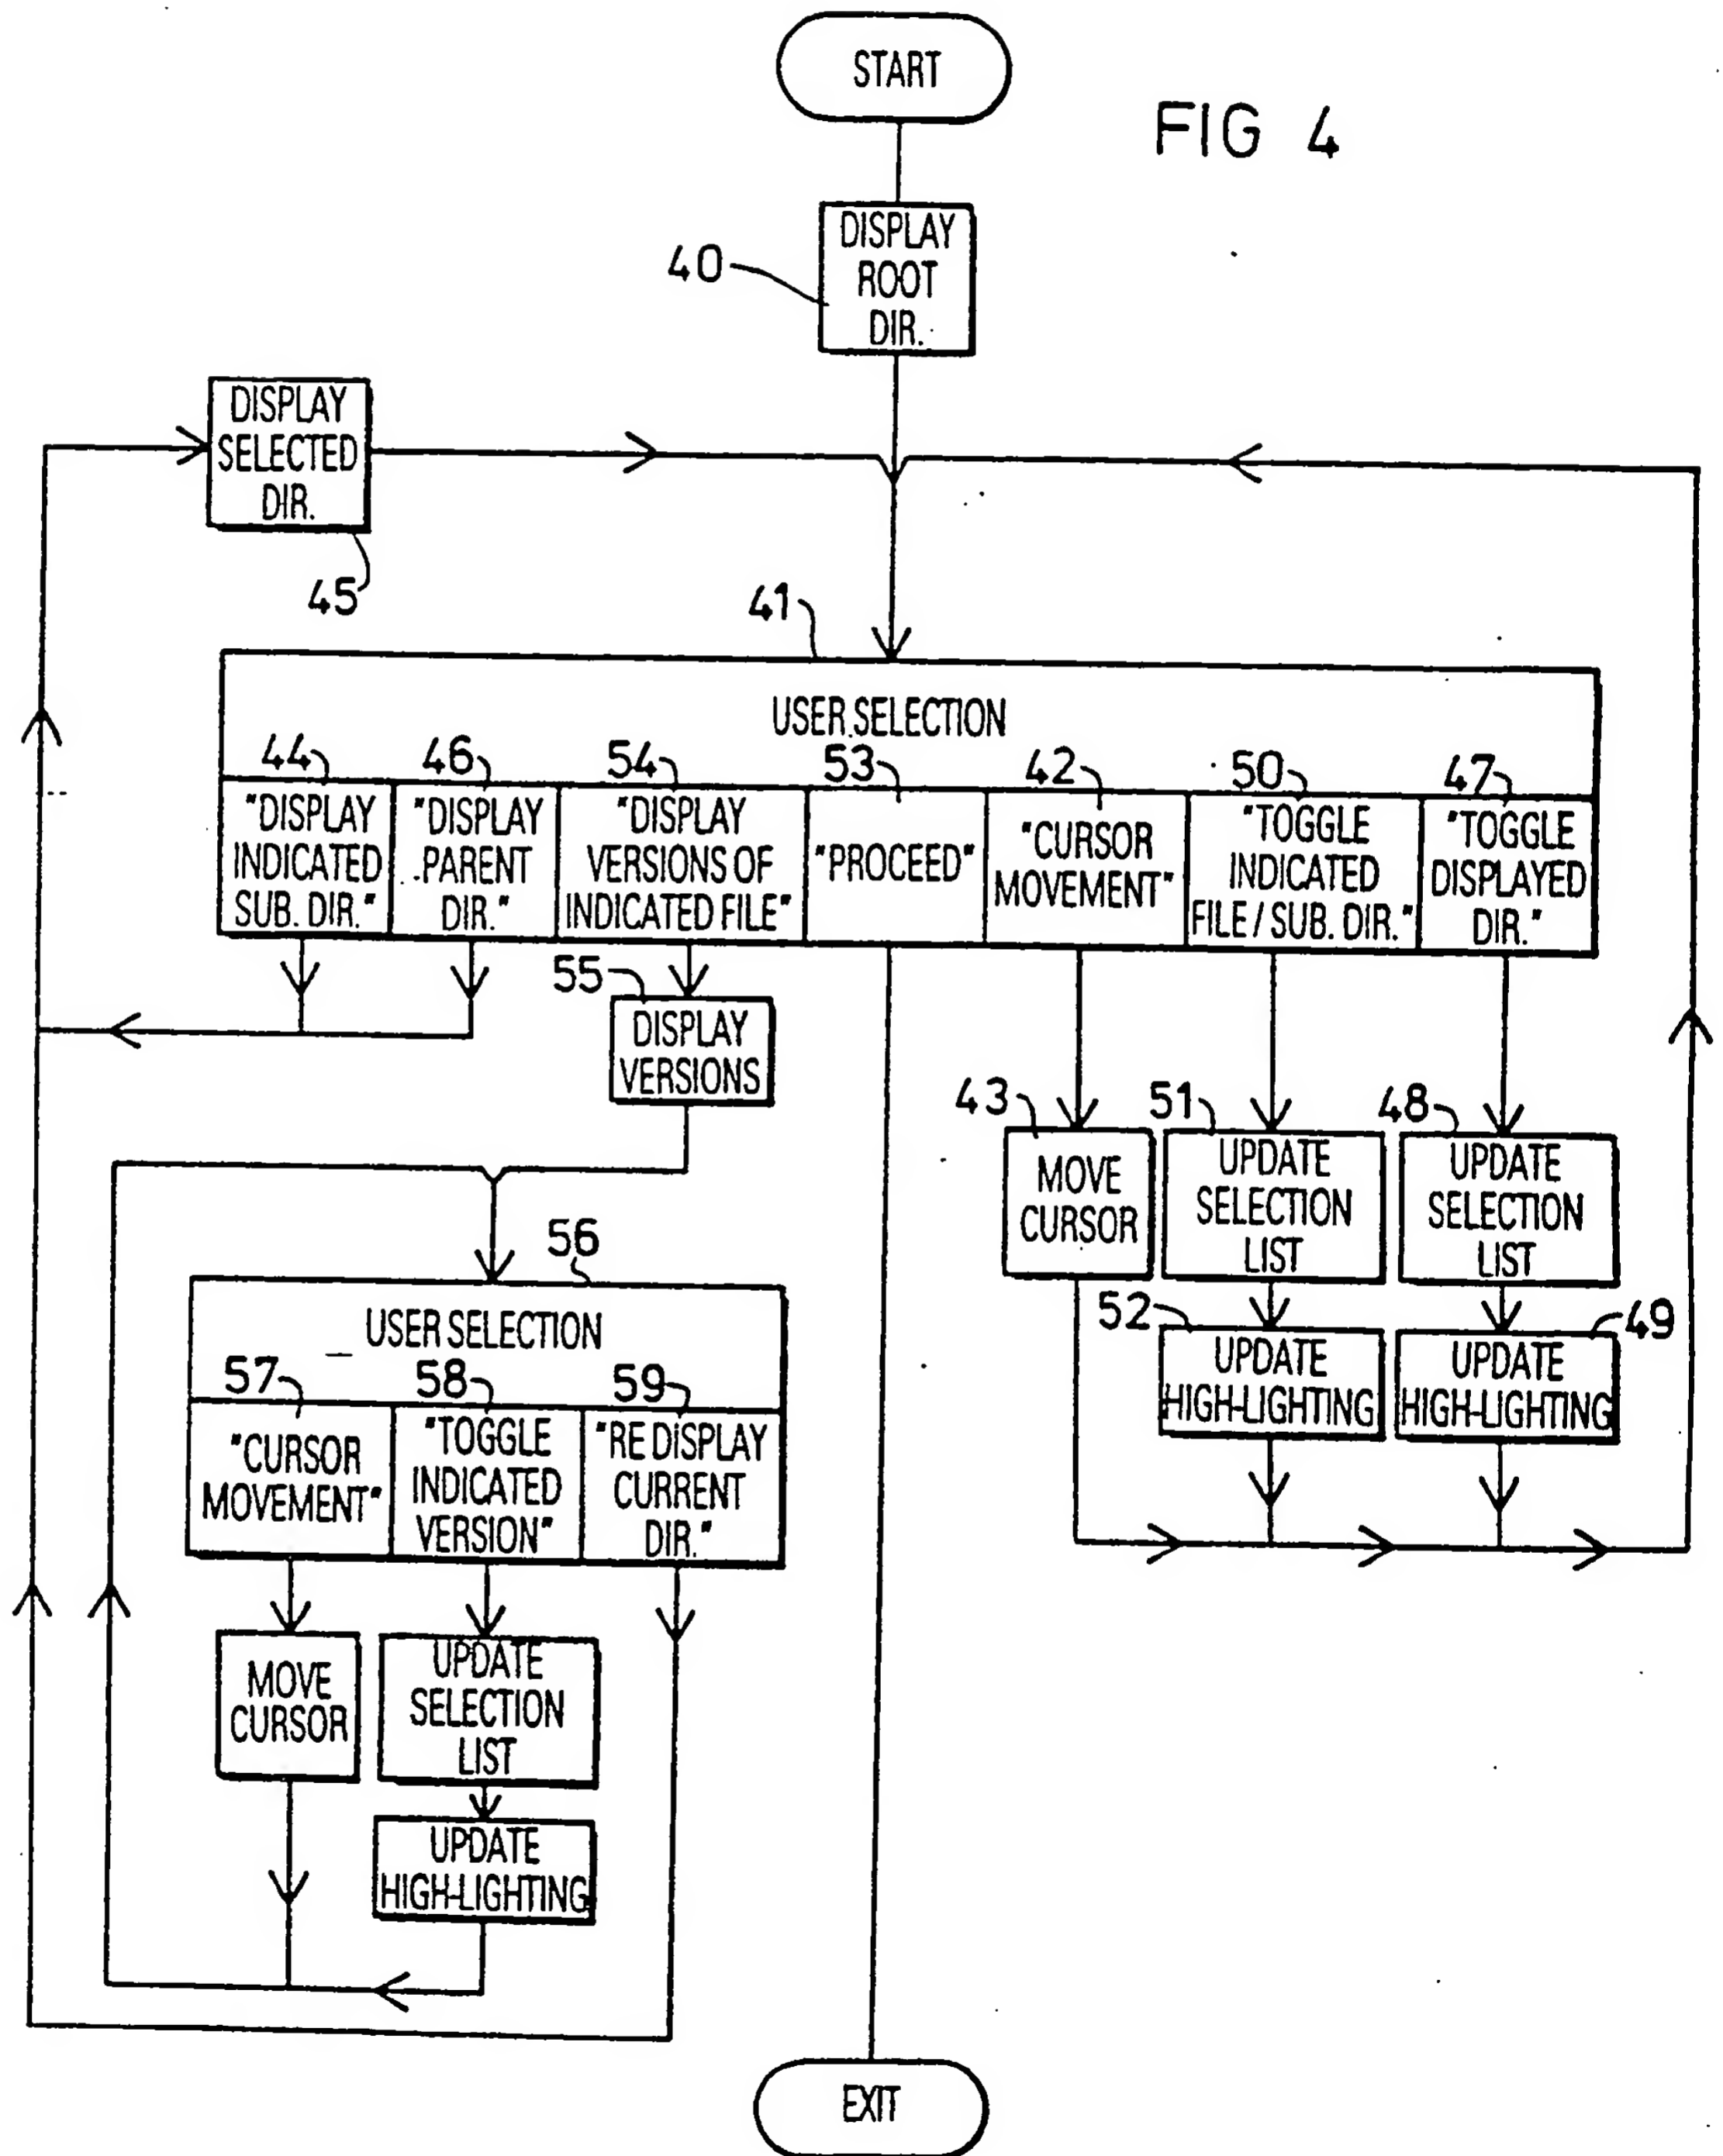 START
FIG 4
40
DISPLAY
ROOT
DIR.
DISPLAY
SELECTED
DIR.
45
41
USER SELECTION
44
46
54
53
42
50
47
"DISPLAY
INDICATED
SUB. DIR."
"DISPLAY
PARENT
DIR."
"DISPLAY
VERSIONS OF
INDICATED FILE"
"PROCEED"
"CURSOR
MOVEMENT"
"TOGGLE
INDICATED
FILE / SUB. DIR."
"TOGGLE
DISPLAYED
DIR."
55
DISPLAY
VERSIONS
43
MOVE
CURSOR
51
UPDATE
SELECTION
LIST
48
UPDATE
SELECTION
LIST
52
UPDATE
HIGH-LIGHTING
49
UPDATE
HIGH-LIGHTING
56
USER SELECTION
57
58
59
"CURSOR
MOVEMENT"
"TOGGLE
INDICATED
VERSION"
"RE DISPLAY
CURRENT
DIR."
MOVE
CURSOR
UPDATE
SELECTION
LIST
UPDATE
HIGH-LIGHTING
EXIT